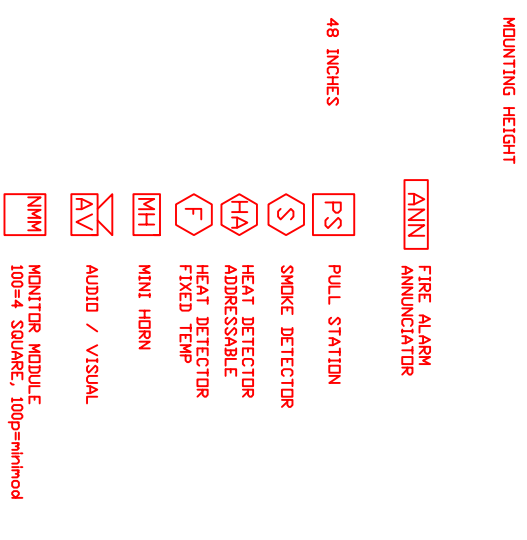 MOUNTING HEIGHT
ANN
FIRE ALARM
ANNUNCIATOR
48 INCHES
PS
PULL STATION
S
SMOKE DETECTOR
HA
HEAT DETECTOR
ADDRESSABLE
F
HEAT DETECTOR
FIXED TEMP
MH
MINI HORN
AV
AUDIO / VISUAL
NMM
MONITOR MODULE
100=4 SQUARE, 100p=minimod